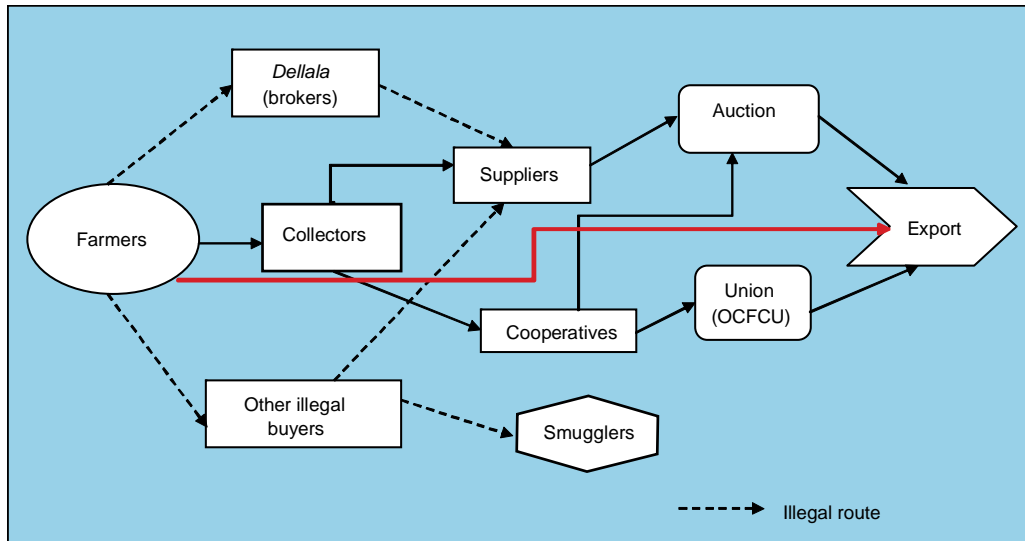 Dellala
(brokers)
Auction
Suppliers
Farmers
Collectors
Export
Union
(OCFCU)
Cooperatives
Other illegal
buyers
Smugglers
Illegal route